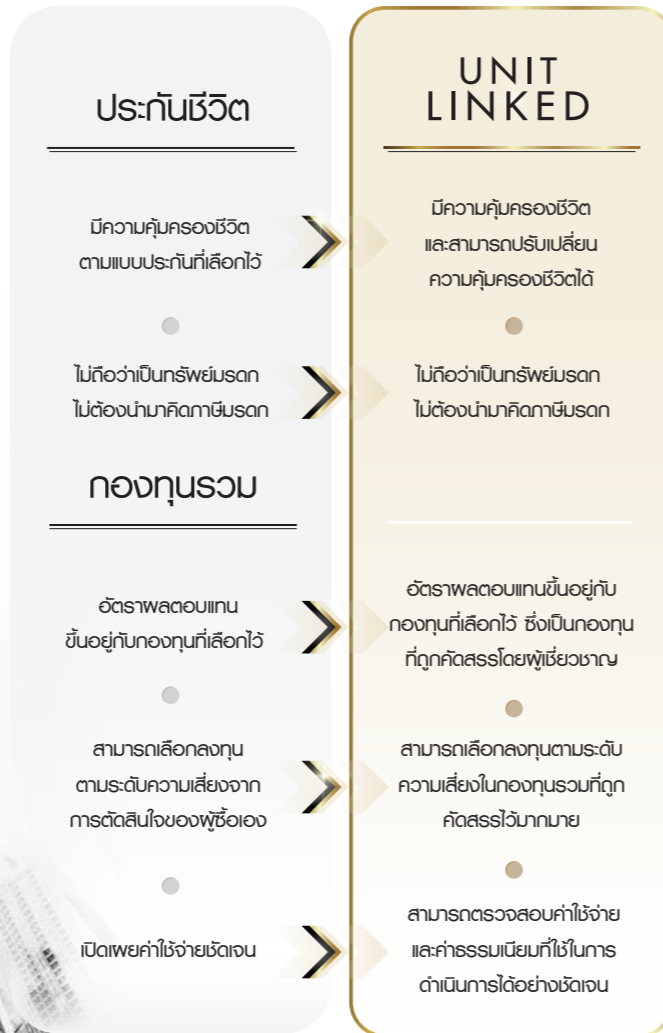 ประกันชีวิต
มีความคุ้มครองชีวิต
ตามแบบประกันที่เลือกไว้
ไม่ถือว่าเป็นทรัพย์มรดก
ไม่ต้องนำมาคิดภาษีมรดก
กองทุนรวม
อัตราผลตอบแทน
ขึ้นอยู่กับกองทุนที่เลือกไว้
สามารถเลือกลงทุน
ตามระดับความเสี่ยงจาก
การตัดสินใจของผู้ซื้อเอง
เปิดเผยค่าใช้จ่ายชัดเจน
UNIT
LINKED
มีความคุ้มครองชีวิต
และสามารถปรับเปลี่ยน
ความคุ้มครองชีวิตได้
ไม่ถือว่าเป็นทรัพย์มรดก
ไม่ต้องนำมาคิดภาษีมรดก
อัตราผลตอบแทนขึ้นอยู่กับ
กองทุนที่เลือกไว้ ซึ่งเป็นกองทุน
ที่ถูกคัดสรรโดยผู้เชี่ยวชาญ
สามารถเลือกลงทุนตามระดับ
ความเสี่ยงในกองทุนรวมที่ถูก
คัดสรรไว้มากมาย
สามารถตรวจสอบค่าใช้จ่าย
และค่าธรรมเนียมที่ใช้ในการ
ดำเนินการได้อย่างชัดเจน